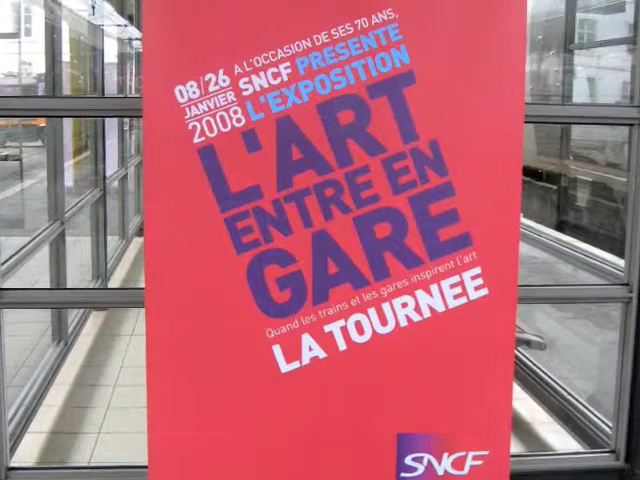 08/26
JANVIER
2008
A L'OCCASION DE SES 70 ANS,
SNCF PRESENTE
L'EXPOSITION
L'ART
ENTRE EN
GARE
Quand les trains et les gares inspirent l'art
LA TOURNEE
SNCF